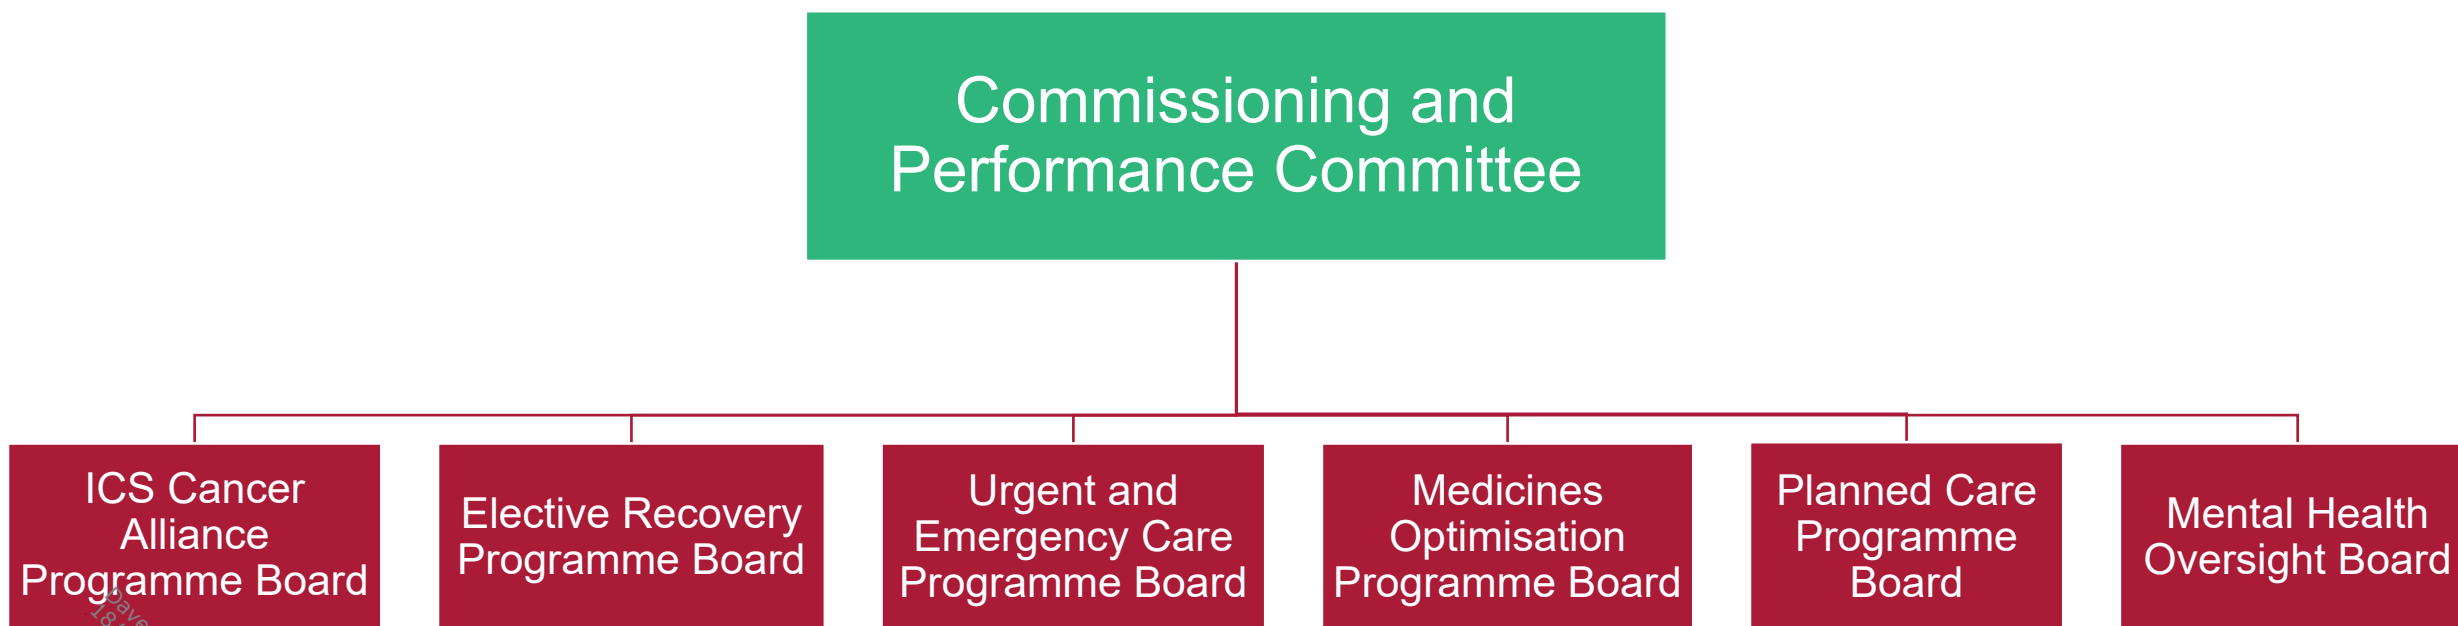 Commissioning and
Performance Committee
ICS Cancer
Alliance
Programme Board
Elective Recovery
Programme Board
Urgent and
Emergency Care
Programme Board
Medicines
Optimisation
Programme Board
Planned Care
Programme
Board
Mental Health
Oversight Board